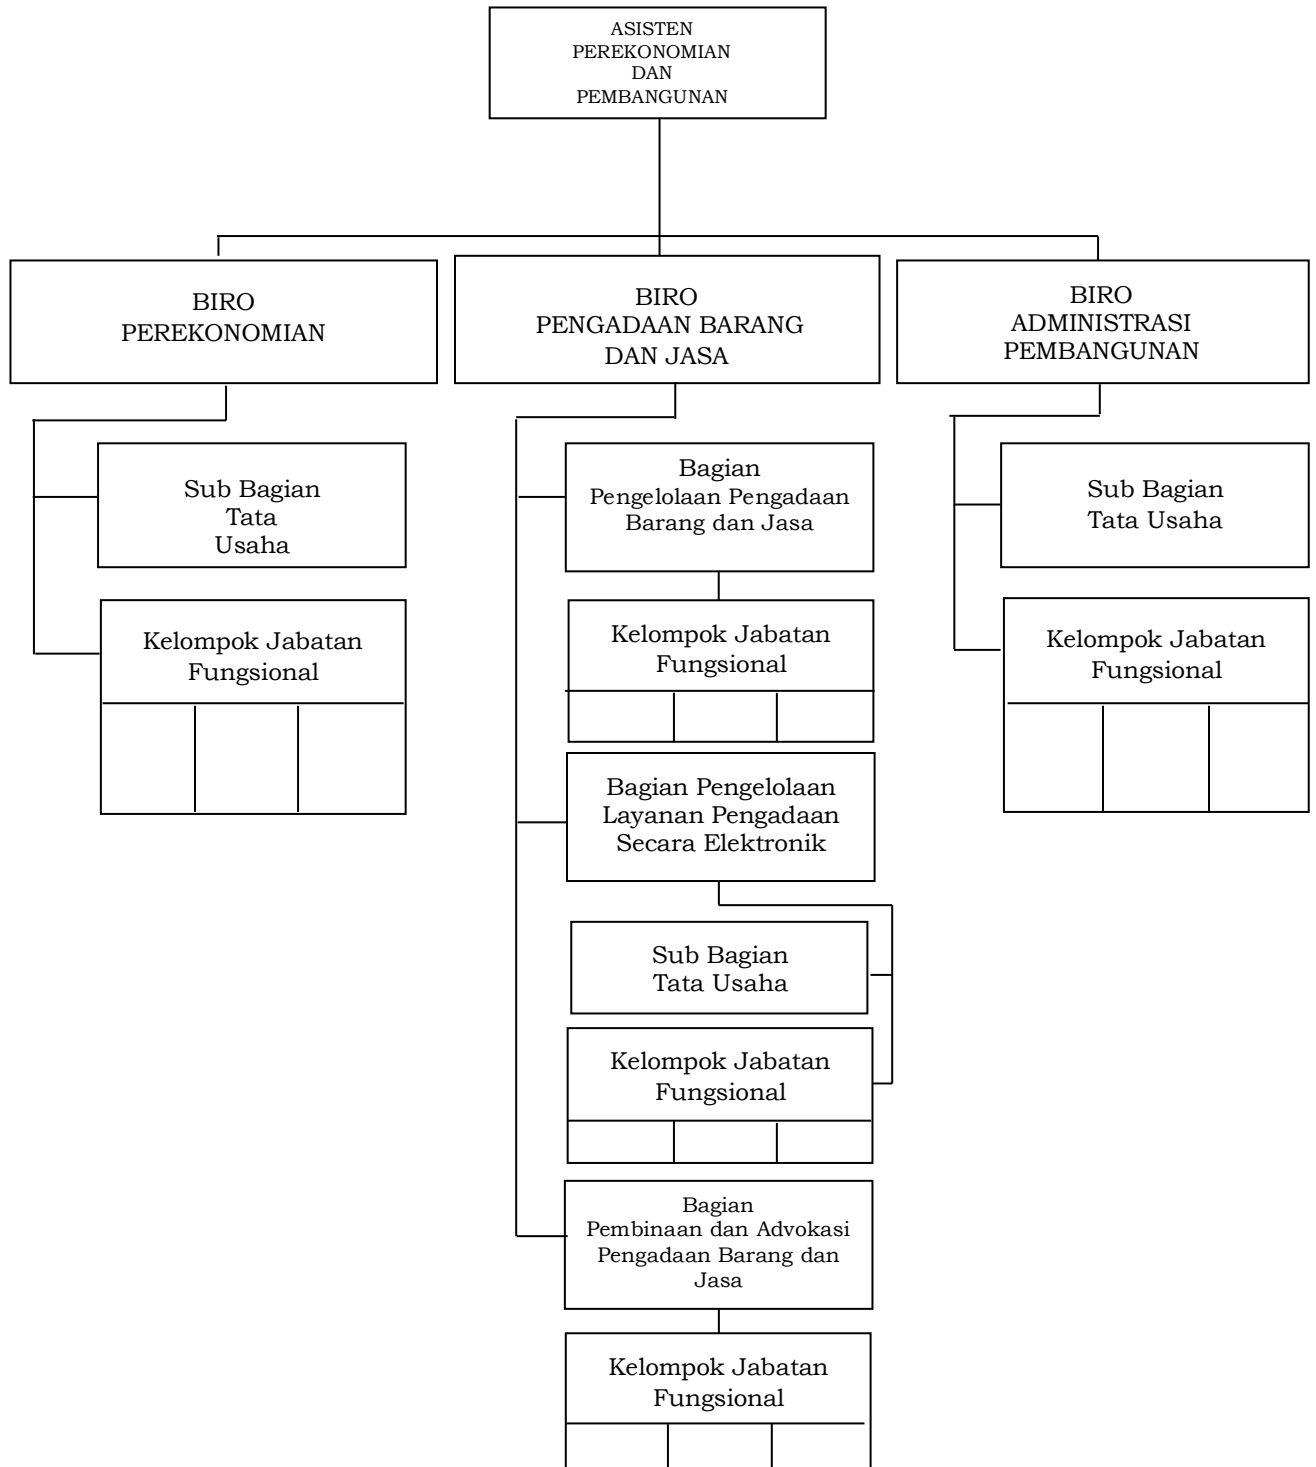 ASISTEN
PEREKONOMIAN
DAN
PEMBANGUNAN
BIRO
PEREKONOMIAN
BIRO
PENGADAAN BARANG
DAN JASA
BIRO
ADMINISTRASI
PEMBANGUNAN
Sub Bagian
Tata
Usaha
Kelompok Jabatan
Fungsional
Bagian
Pengelolaan Pengadaan
Barang dan Jasa
Kelompok Jabatan
Fungsional
Bagian Pengelolaan
Layanan Pengadaan
Secara Elektronik
Sub Bagian
Tata Usaha
Kelompok Jabatan
Fungsional
Bagian
Pembinaan dan Advokasi
Pengadaan Barang dan
Jasa
Kelompok Jabatan
Fungsional
Sub Bagian
Tata Usaha
Kelompok Jabatan
Fungsional